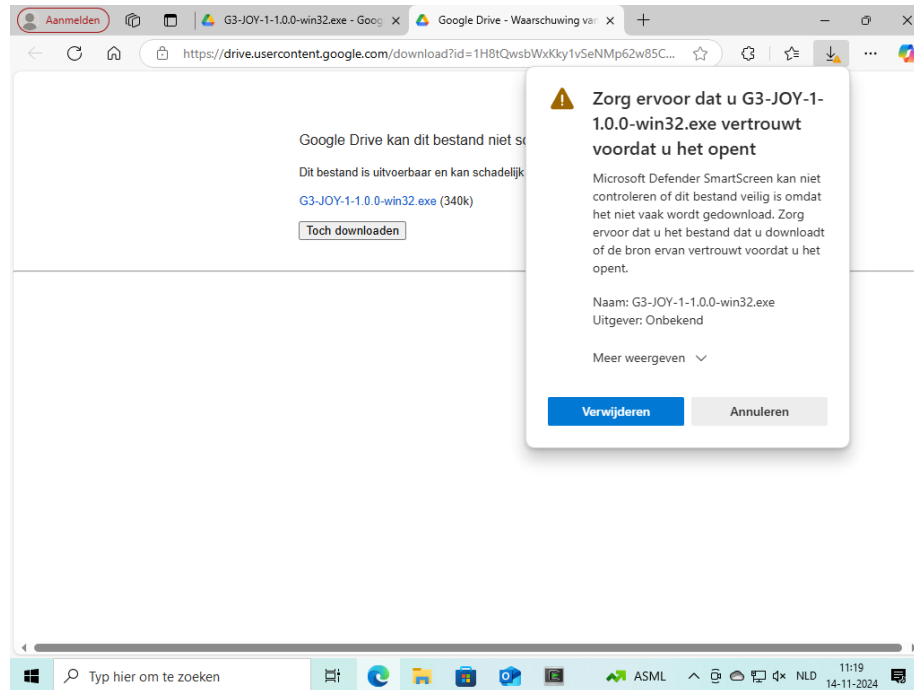 Aanmelden
G3-JOY-1-1.0.0-win32.exe - Goog
Google Drive - Waarschuwing van
https://drive.usercontent.google.com/download?id=1H8tQwsbWxKky1vSeNMp62w85C...
Google Drive kan dit bestand niet
Dit bestand is uitvoerbaar en kan schadelijk
G3-JOY-1-1.0.0-win32.exe (340k)
Toch downloaden
Zorg ervoor dat u G3-JOY-1-
1.0.0-win32.exe vertrouwt
voordat u het opent
Microsoft Defender SmartScreen kan niet
controleren of dit bestand veilig is omdat
het niet vaak wordt gedownload. Zorg
ervoor dat u het bestand dat u downloadt
of de bron ervan vertrouwt voordat u het
opent.
Naam: G3-JOY-1-1.0.0-win32.exe
Uitgever: Onbekend
Meer weergeven
Verwijderen
Annuleren
Typ hier om te zoeken
ASML
NLD
11:19
14-11-2024